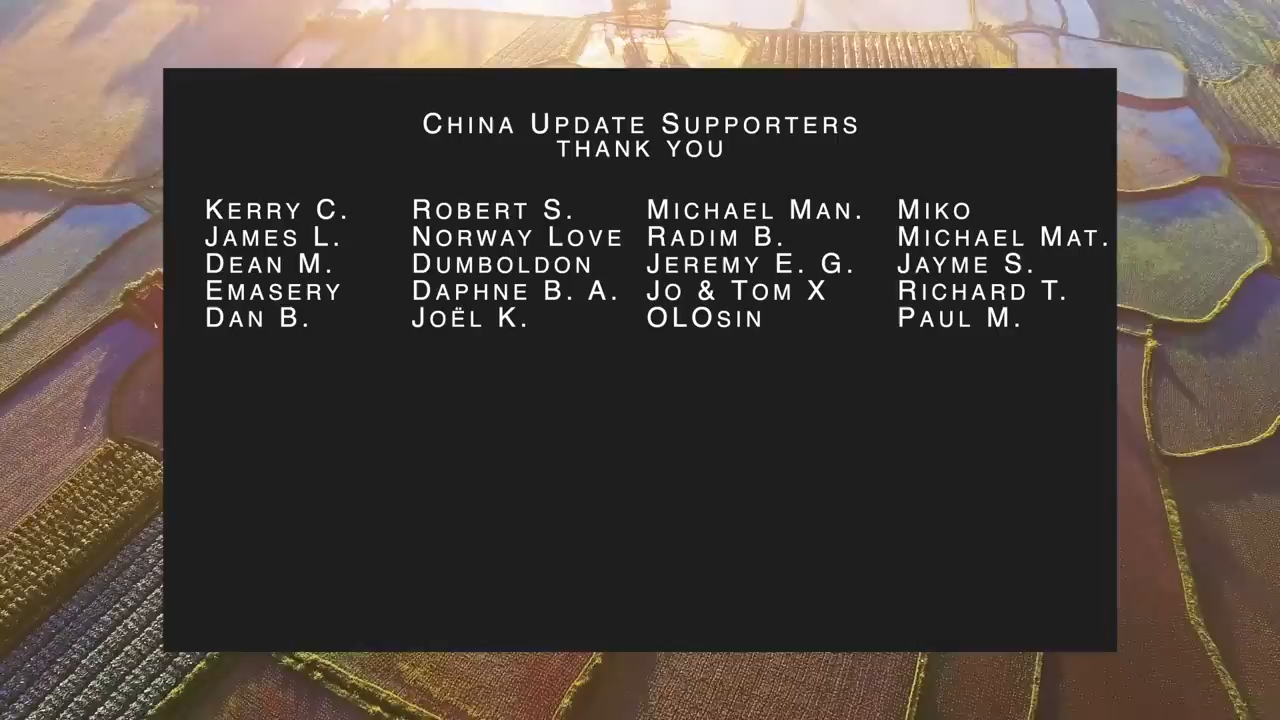 China Update Supporters
THANK YOU
Kerry C. Robert S. Michael Man. Miko
James L. Norway Love Radim B. Michael Mat.
Dean M. Dumboldon Jeremy E. G. Jayme S.
Emasery Daphne B. A. Jo & Tom X Richard T.
Dan B. Joël K. OLOsin Paul M.